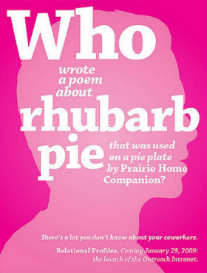 Who
wrote
a poem
about
rhubarb
pie
that was used
on a pie plate
by Prairie Home
Companion?
There's a lot you don't know about your coworkers.
Relational Profiles. Coming January 29, 2009:
the launch of the Outreach Intranet.